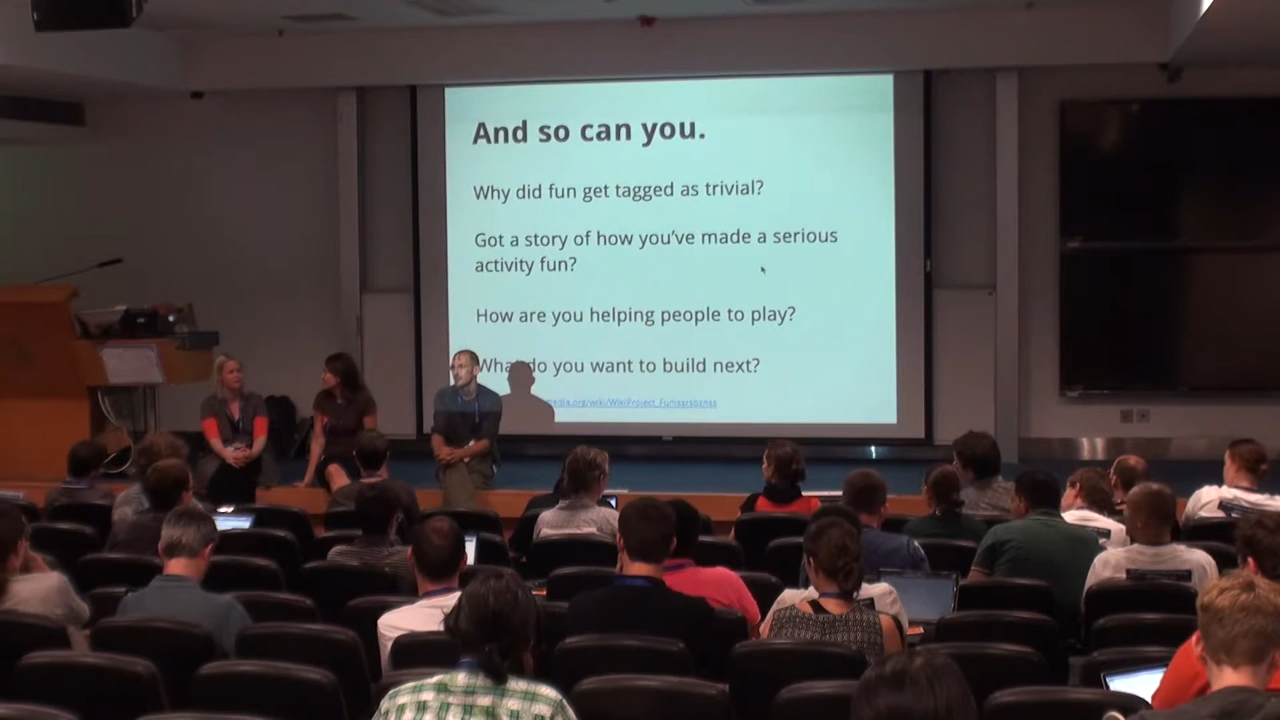 And so can you.
Why did fun get tagged as trivial?
Got a story of how you've made a serious
activity fun?
How are you helping people to play?
What do you want to build next?